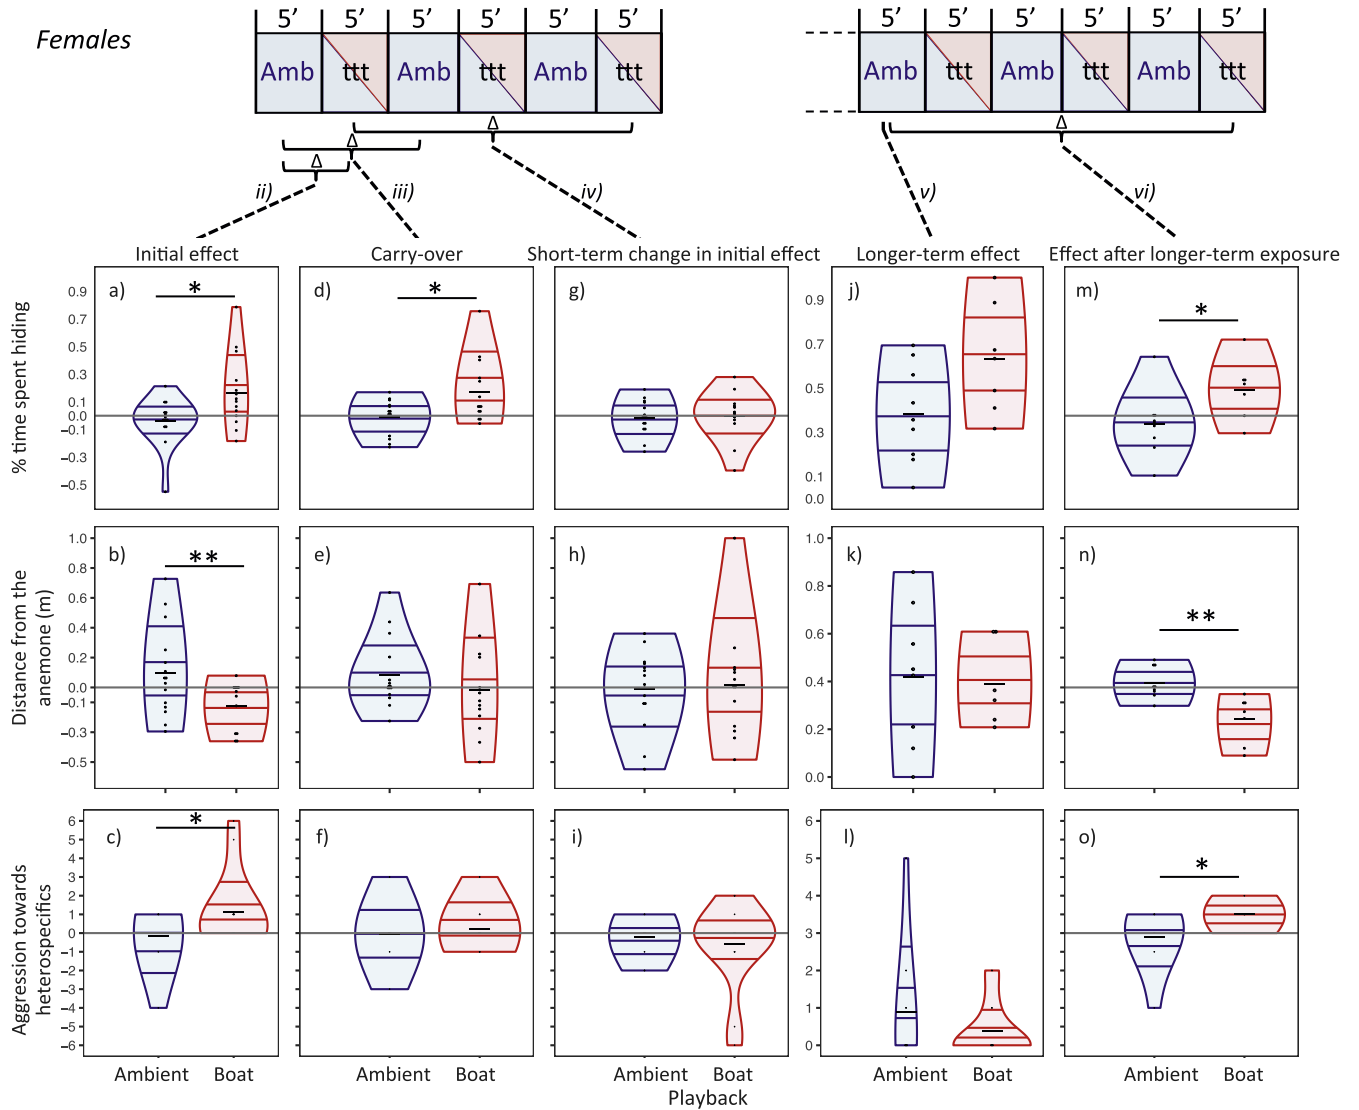 Females
5’ 5’ 5’ 5’ 5’ 5’
5’ 5’ 5’ 5’ 5’ 5’
Amb ttt Amb ttt Amb ttt
Amb ttt Amb ttt Amb ttt
Δ Δ Δ Δ
ii) iii) iv) v) vi)
Initial effect
Carry-over
Short-term change in initial effect
Longer-term effect
Effect after longer-term exposure
% time spent hiding
0.9
0.7
0.5
0.3
0.1
0.0
−0.1
−0.3
−0.5
a) *
d) *
g)
j)
0.9
0.7
0.5
0.3
0.1
0.0
m) *
Distance from the
anemone (m)
1.0
0.8
0.6
0.4
0.2
0.0
−0.1
−0.3
−0.5
b) **
e)
h)
k)
1.0
0.8
0.6
0.4
0.2
0.0
n) **
Aggression towards
heterospecifics
6
5
4
3
2
1
0
−1
−2
−3
−4
−5
−6
c) *
f)
i)
l)
6
5
4
3
2
1
0
o) *
Ambient Boat
Ambient Boat
Ambient Boat
Ambient Boat
Ambient Boat
Playback